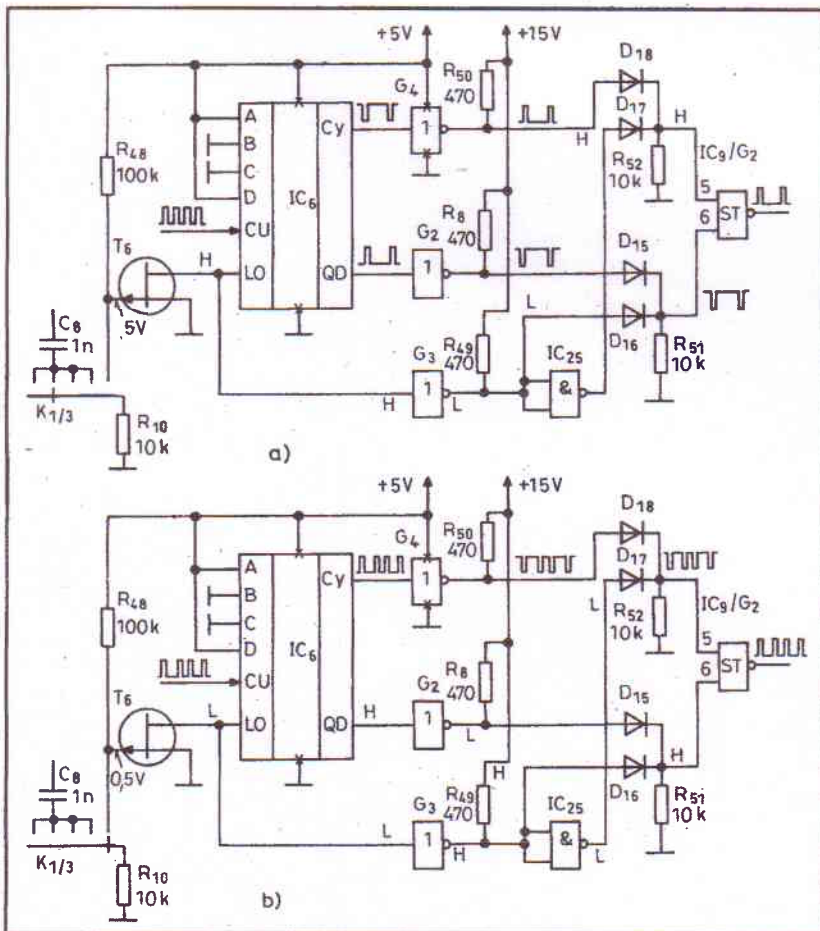 +5V
+15V
D18
R50
470
G4
D17
H
H
A
Cy
1
R48
100k
B
R52
10k
IC9/G2
C
R8
470
5
D
IC6
6
ST
T6
CU
G2
D15
H
LO
QD
1
L
5V
R49
470
D16
R51
10k
C8
1n
G3
IC25
1
&
K1/3
H
L
R10
10k
a)
+5V
+15V
D18
G4
R50
470
D17
A
Cy
1
L
R48
100k
B
R52
10k
IC9/G2
C
R8
470
5
D
IC6
6
ST
T6
CU
G2
D15
L
LO
QD
H
1
L
H
0,5V
H
D16
C8
1n
R49
470
IC25
R51
10k
G3
L
1
&
K1/3
H
L
R10
10k
b)